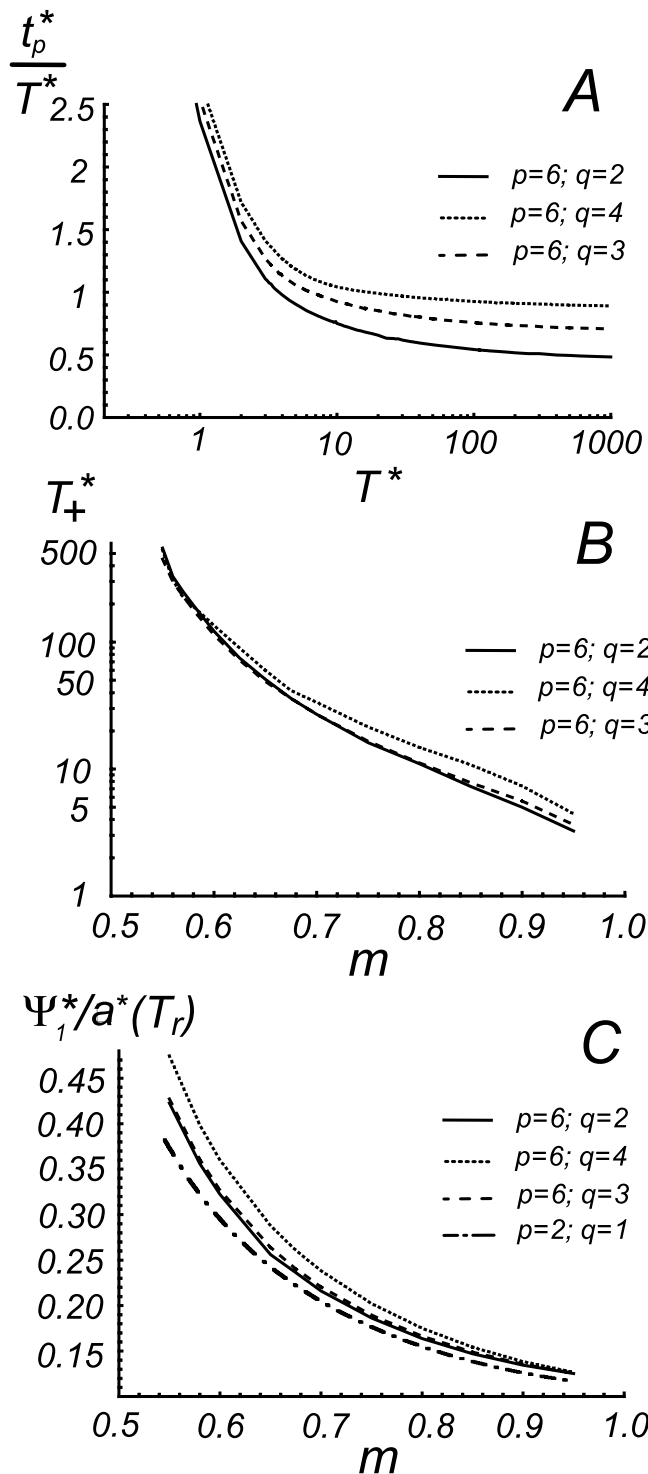 t_p^*
T^*
A
2.5
2
1.5
1
0.5
0.0
p=6; q=2
p=6; q=4
p=6; q=3
1 10 100 1000
T*
T_+^*
B
500
100
50
10
5
1
p=6; q=2
p=6; q=4
p=6; q=3
0.5 0.6 0.7 0.8 0.9 1.0
m
Ψ_1^*/a^*(T_r)
C
0.45
0.40
0.35
0.30
0.25
0.20
0.15
p=6; q=2
p=6; q=4
p=6; q=3
p=2; q=1
0.5 0.6 0.7 0.8 0.9 1.0
m